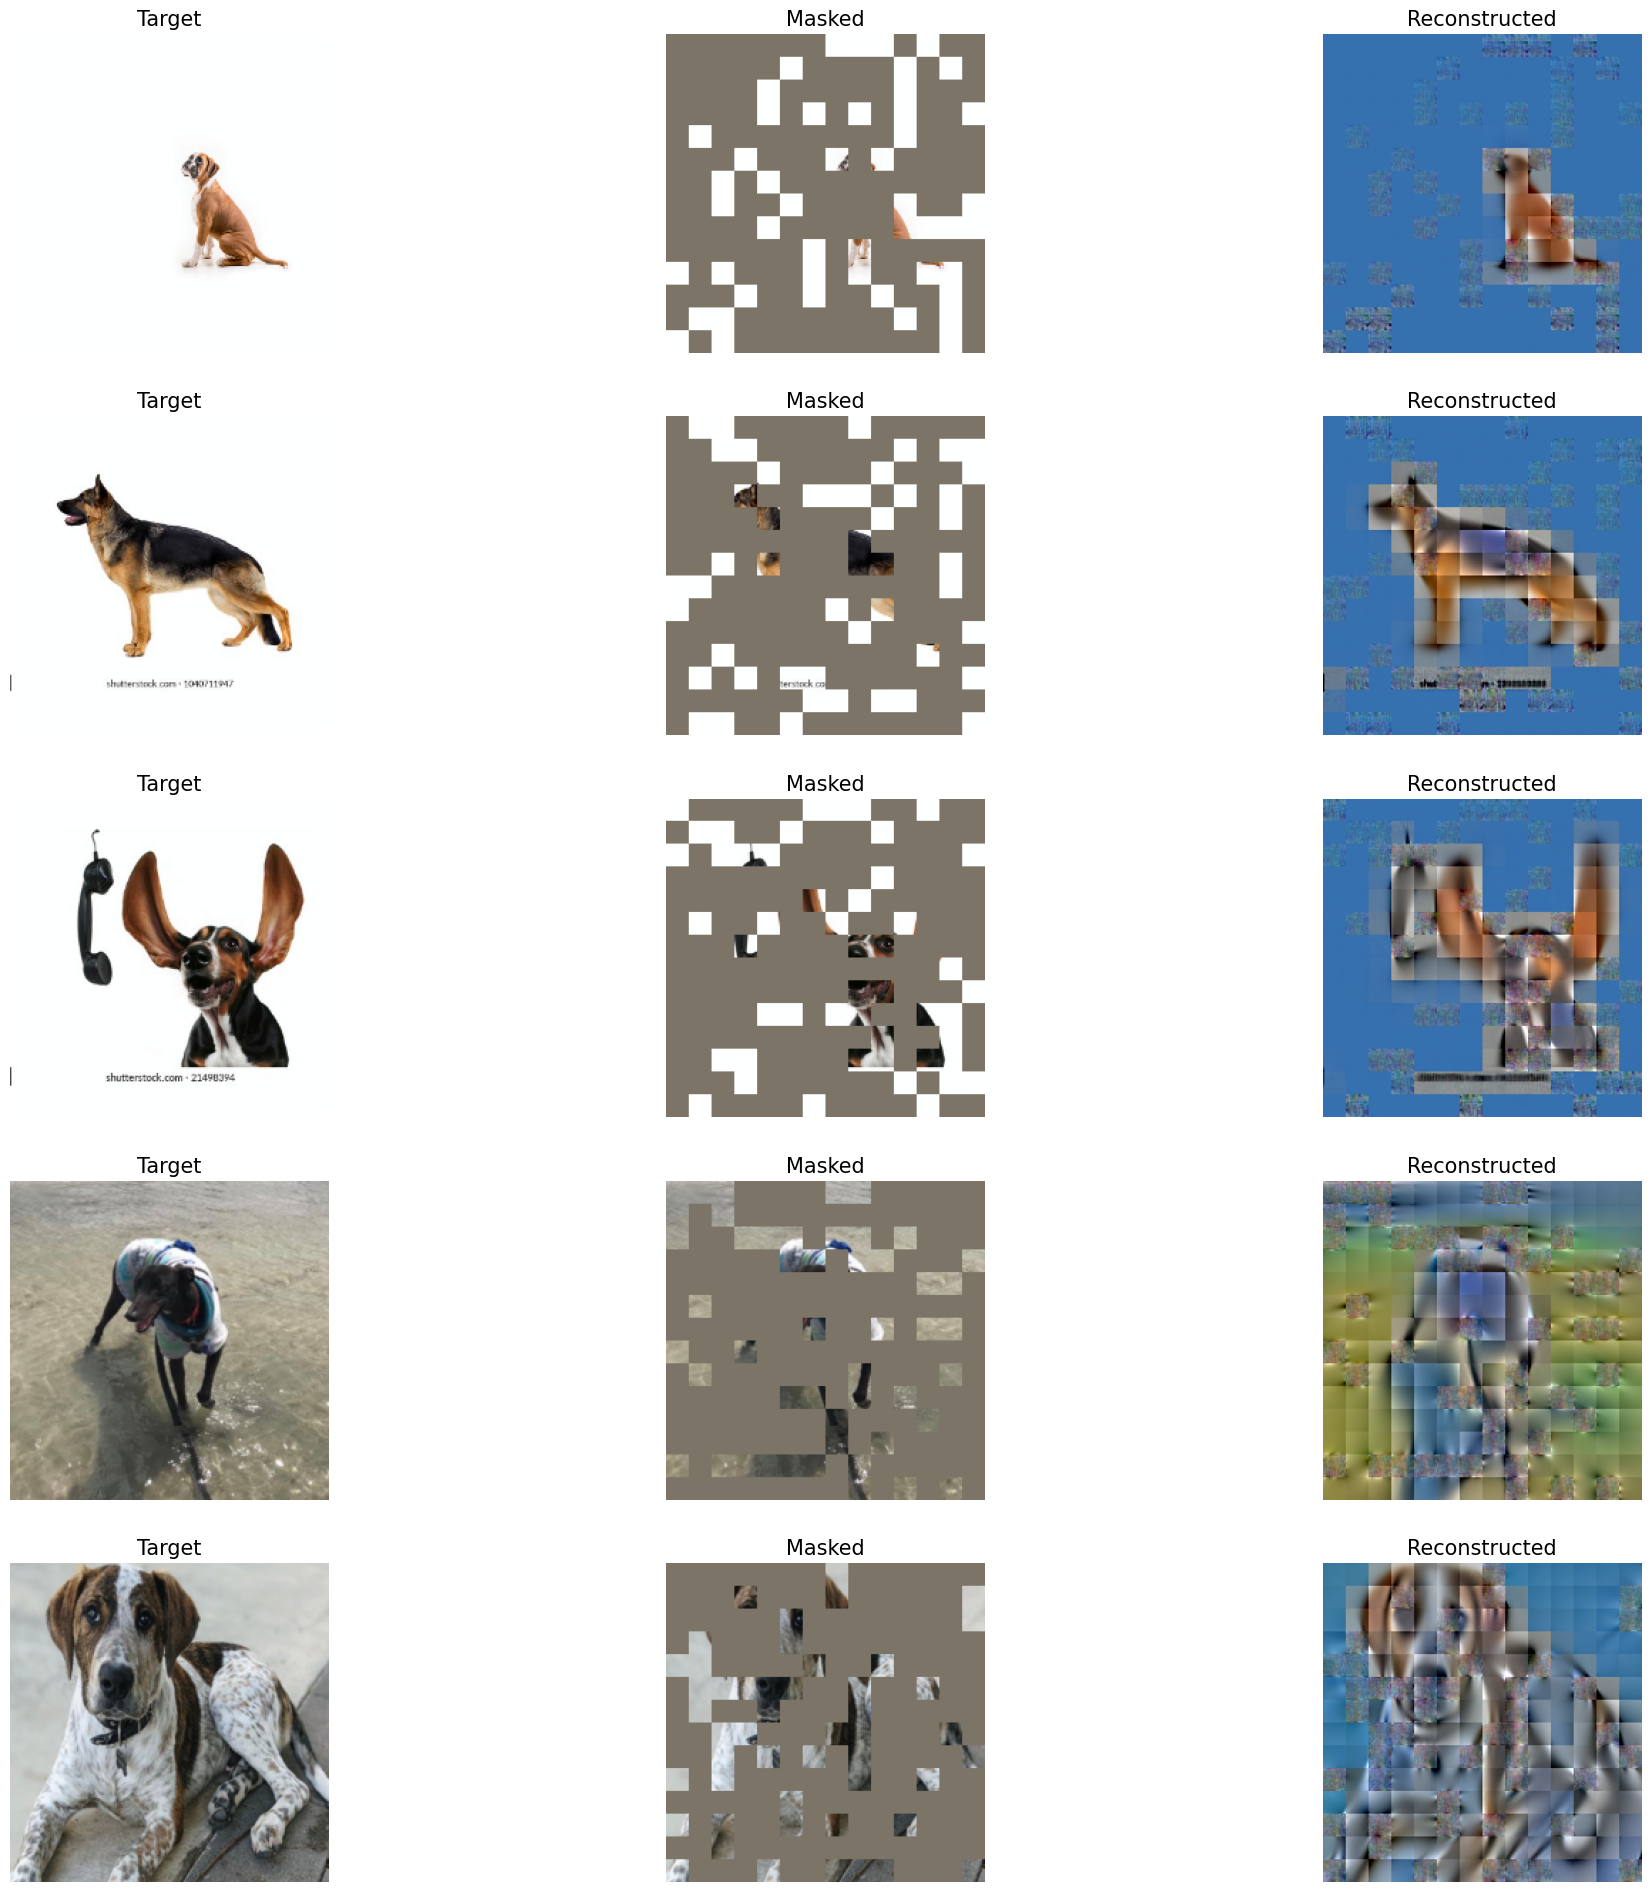 Target Masked Reconstructed
Target Masked Reconstructed
shutterstock.com · 1040711947
terstock co
Target Masked Reconstructed
shutterstock.com · 21498394
Target Masked Reconstructed
Target Masked Reconstructed